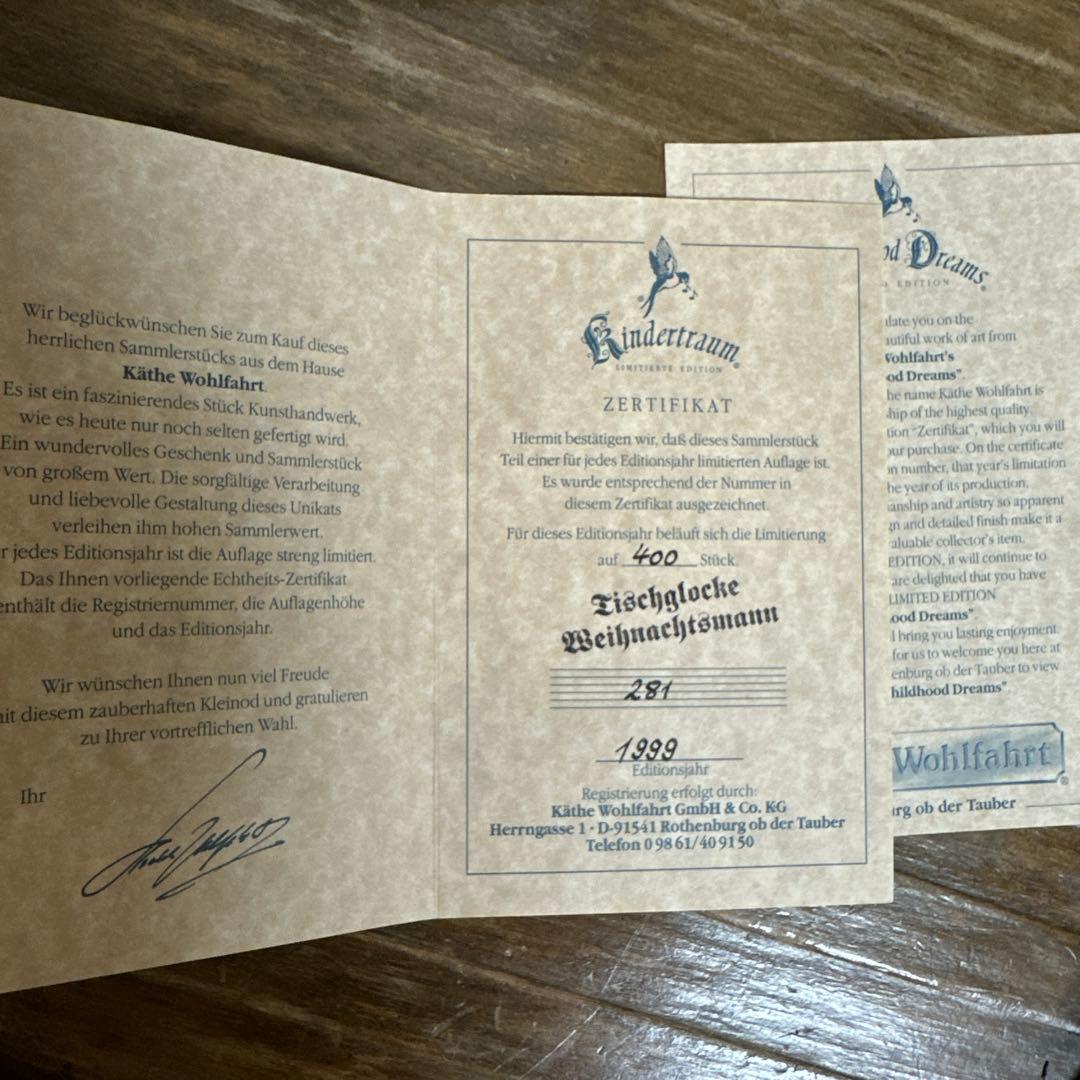 Wir beglückwünschen Sie zum Kauf dieses
herrlichen Sammlerstücks aus dem Hause
Käthe Wohlfahrt.
Es ist ein faszinierendes Stück Kunsthandwerk,
wie es heute nur noch selten gefertigt wird.
Ein wundervolles Geschenk und Sammlerstück
von großem Wert. Die sorgfältige Verarbeitung
und liebevolle Gestaltung dieses Unikats
verleihen ihm hohen Sammlerwert.
r jedes Editionsjahr ist die Auflage streng limitiert.
Das Ihnen vorliegende Echtheits-Zertifikat
enthält die Registriernummer, die Auflagenhöhe
und das Editionsjahr.
Wir wünschen Ihnen nun viel Freude
it diesem zauberhaften Kleinod und gratulieren
zu Ihrer vortrefflichen Wahl.
Ihr
Kindertraum®
LIMITIERTE EDITION
ZERTIFIKAT
Hiermit bestätigen wir, daß dieses Sammlerstück
Teil einer für jedes Editionsjahr limitierten Auflage ist.
Es wurde entsprechend der Nummer in
diesem Zertifikat ausgezeichnet.
Für dieses Editionsjahr beläuft sich die Limitierung
auf 400 Stück.
Tischglocke
Weihnachtsmann
281
1999
Editionsjahr
Registrierung erfolgt durch:
Käthe Wohlfahrt GmbH & Co. KG
Herrngasse 1 · D-91541 Rothenburg ob der Tauber
Telefon 0 98 61/40 91 50
od Dreams®
EDITION
late you on the
utiful work of art from
Wohlfahrt's
od Dreams".
he name Käthe Wohlfahrt is
hip of the highest quality.
tion "Zertifikat", which you will
our purchase. On the certificate
n number, that year's limitation
he year of its production.
anship and artistry so apparent
gn and detailed finish make it a
aluable collector's item.
EDITION, it will continue to
are delighted that you have
LIMITED EDITION
ood Dreams"
l bring you lasting enjoyment.
for us to welcome you here at
enburg ob der Tauber to view
hildhood Dreams".
Wohlfahrt®
rg ob der Tauber